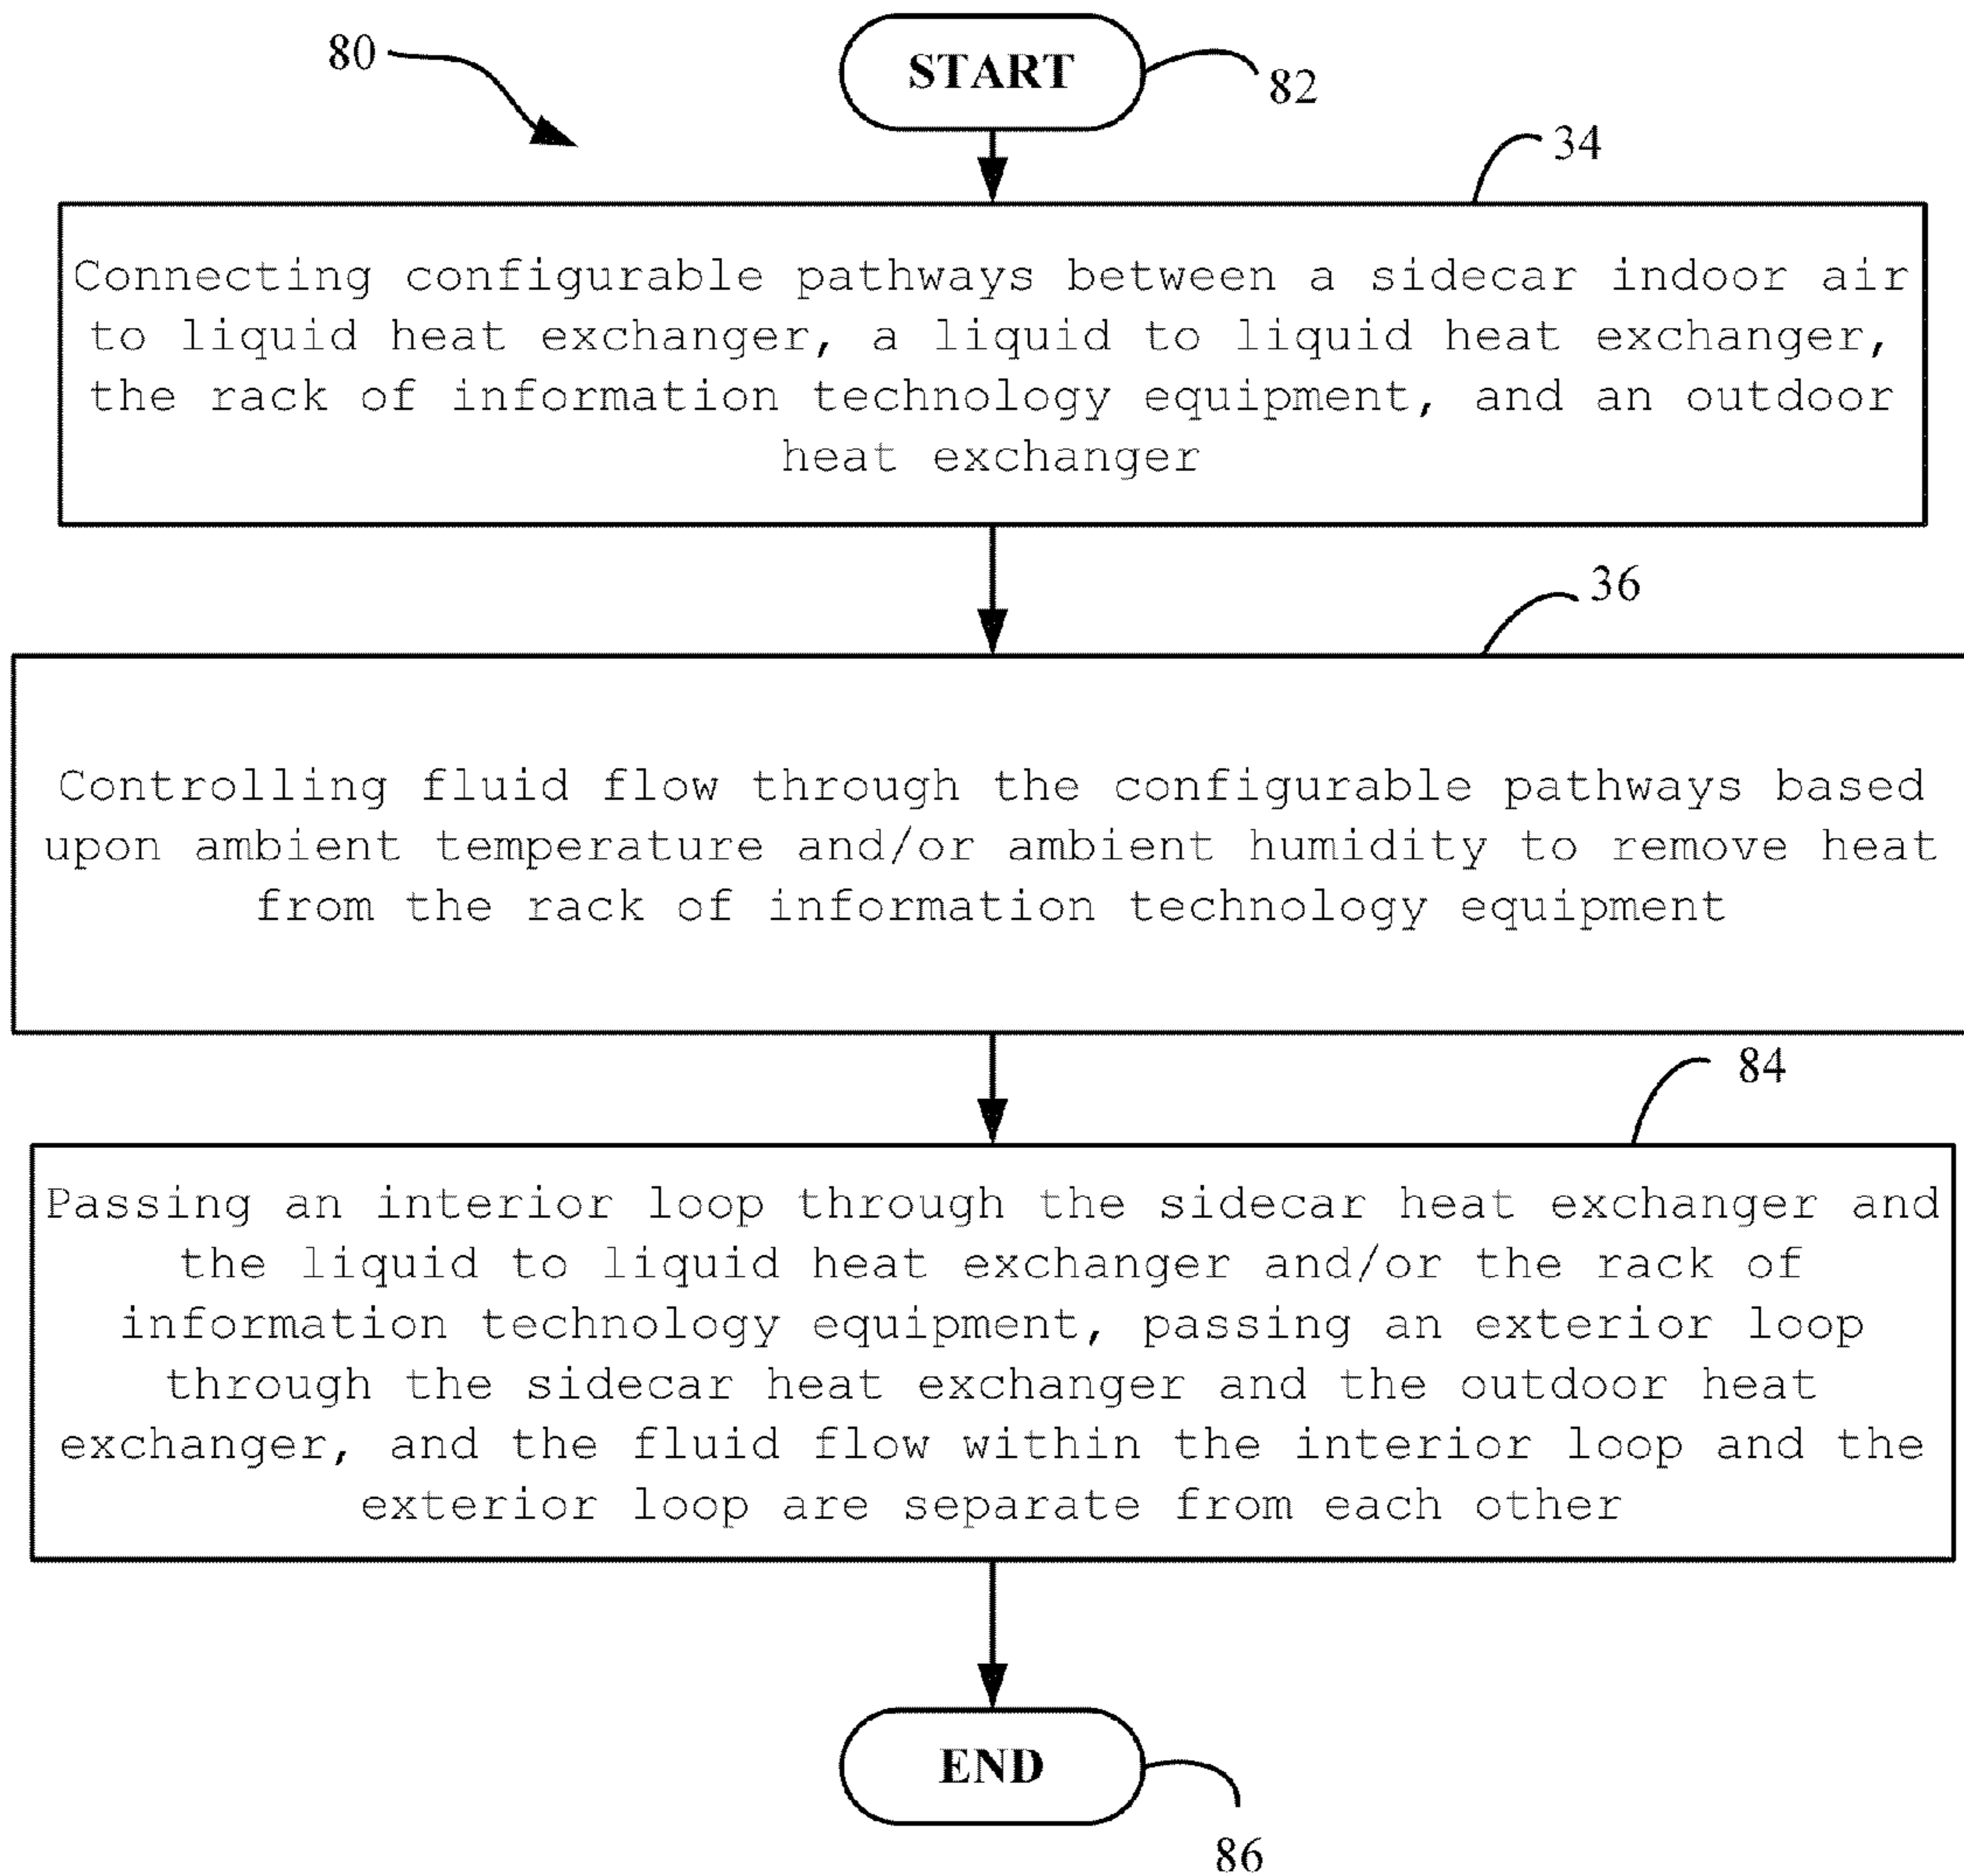 80
START
82
34
Connecting configurable pathways between a sidecar indoor air
to liquid heat exchanger, a liquid to liquid heat exchanger,
the rack of information technology equipment, and an outdoor
heat exchanger
36
Controlling fluid flow through the configurable pathways based
upon ambient temperature and/or ambient humidity to remove heat
from the rack of information technology equipment
84
Passing an interior loop through the sidecar heat exchanger and
the liquid to liquid heat exchanger and/or the rack of
information technology equipment, passing an exterior loop
through the sidecar heat exchanger and the outdoor heat
exchanger, and the fluid flow within the interior loop and the
exterior loop are separate from each other
END
86